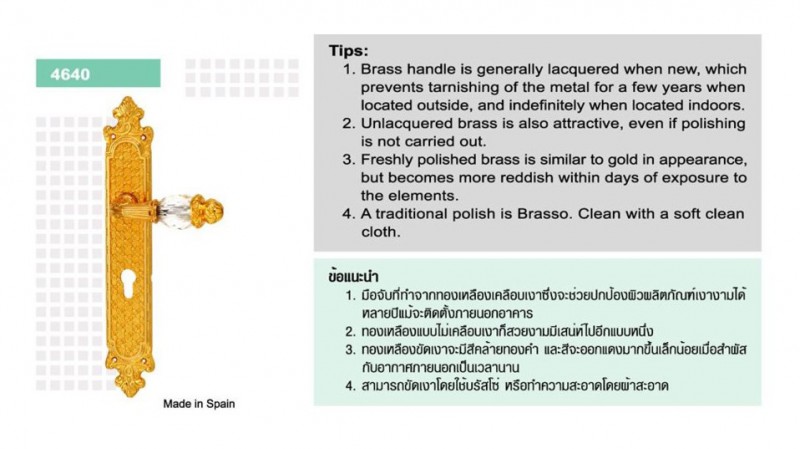 4640
Made in Spain
Tips:
1. Brass handle is generally lacquered when new, which
prevents tarnishing of the metal for a few years when
located outside, and indefinitely when located indoors.
2. Unlacquered brass is also attractive, even if polishing
is not carried out.
3. Freshly polished brass is similar to gold in appearance,
but becomes more reddish within days of exposure to
the elements.
4. A traditional polish is Brasso. Clean with a soft clean
cloth.
ข้อแนะนำ
1. มือจับที่ทำจากทองเหลืองเคลือบเงาซึ่งจะช่วยปกป้องผิวผลิตภัณฑ์เงางามได้
หลายปีแม้จะติดตั้งภายนอกอาคาร
2. ทองเหลืองแบบไม่เคลือบเงาก็สวยงามมีเสน่ห์ไปอีกแบบหนึ่ง
3. ทองเหลืองขัดเงาจะมีสีคล้ายทองคำ และสีจะออกแดงมากขึ้นเล็กน้อยเมื่อสำผัส
กับอากาศภายนอกเป็นเวลานาน
4. สามารถขัดเงาโดยใช้บรัสโซ่ หรือทำความสะอาดโดยผ้าสะอาด